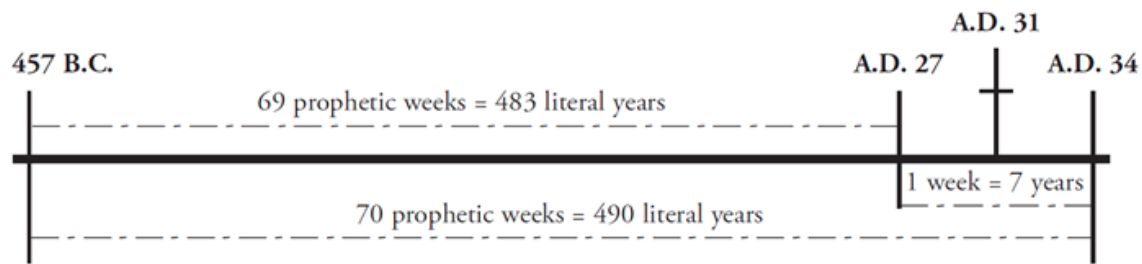 A.D. 31
457 B.C.
A.D. 27
A.D. 34
69 prophetic weeks = 483 literal years
1 week = 7 years
70 prophetic weeks = 490 literal years